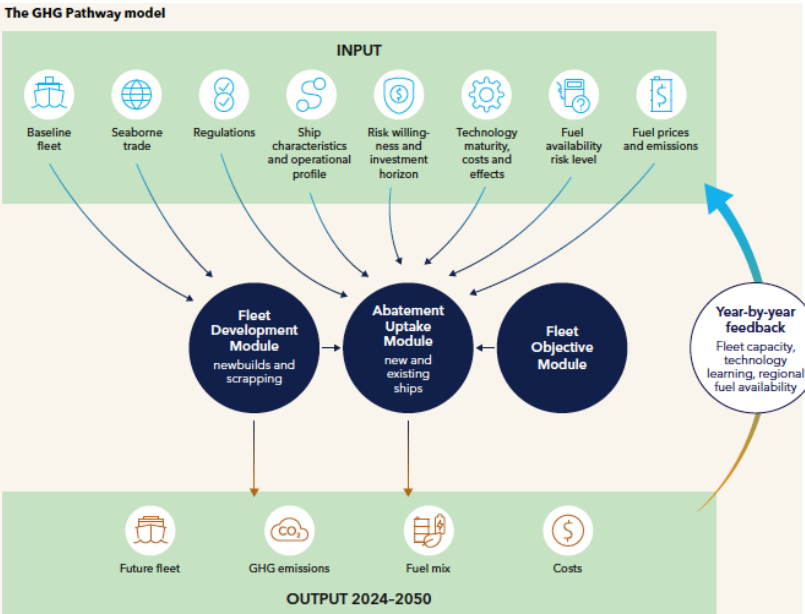 The GHG Pathway model
INPUT
Baseline
fleet
Seaborne
trade
Regulations
Ship
characteristics
and operational
profile
Risk willing-
ness and
investment
horizon
Technology
maturity,
costs and
effects
Fuel
availability
risk level
Fuel prices
and emissions
Fleet
Development
Module
newbuilds and
scrapping
Abatement
Uptake
Module
new and
existing
ships
Fleet
Objective
Module
Year-by-year
feedback
Fleet capacity,
technology
learning, regional
fuel availability
CO₂
Future fleet
GHG emissions
Fuel mix
Costs
OUTPUT 2024–2050